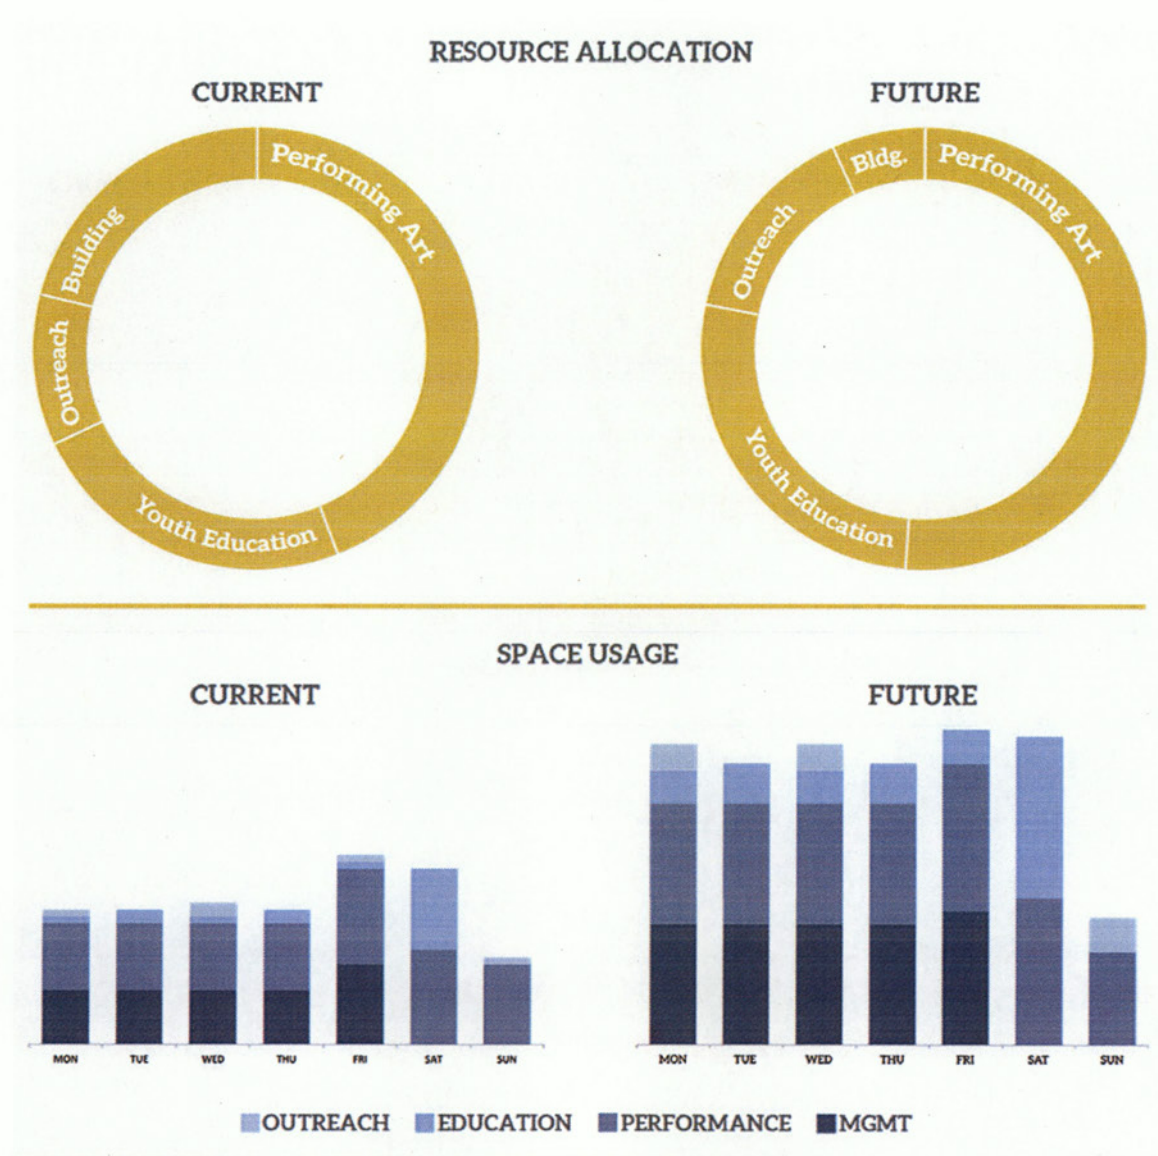 RESOURCE ALLOCATION
CURRENT
FUTURE
Performing Art
Building
Outreach
Youth Education
Bldg.
Performing Art
Outreach
Youth Education
SPACE USAGE
CURRENT
FUTURE
MON TUE WED THU FRI SAT SUN
MON TUE WED THU FRI SAT SUN
OUTREACH EDUCATION PERFORMANCE MGMT